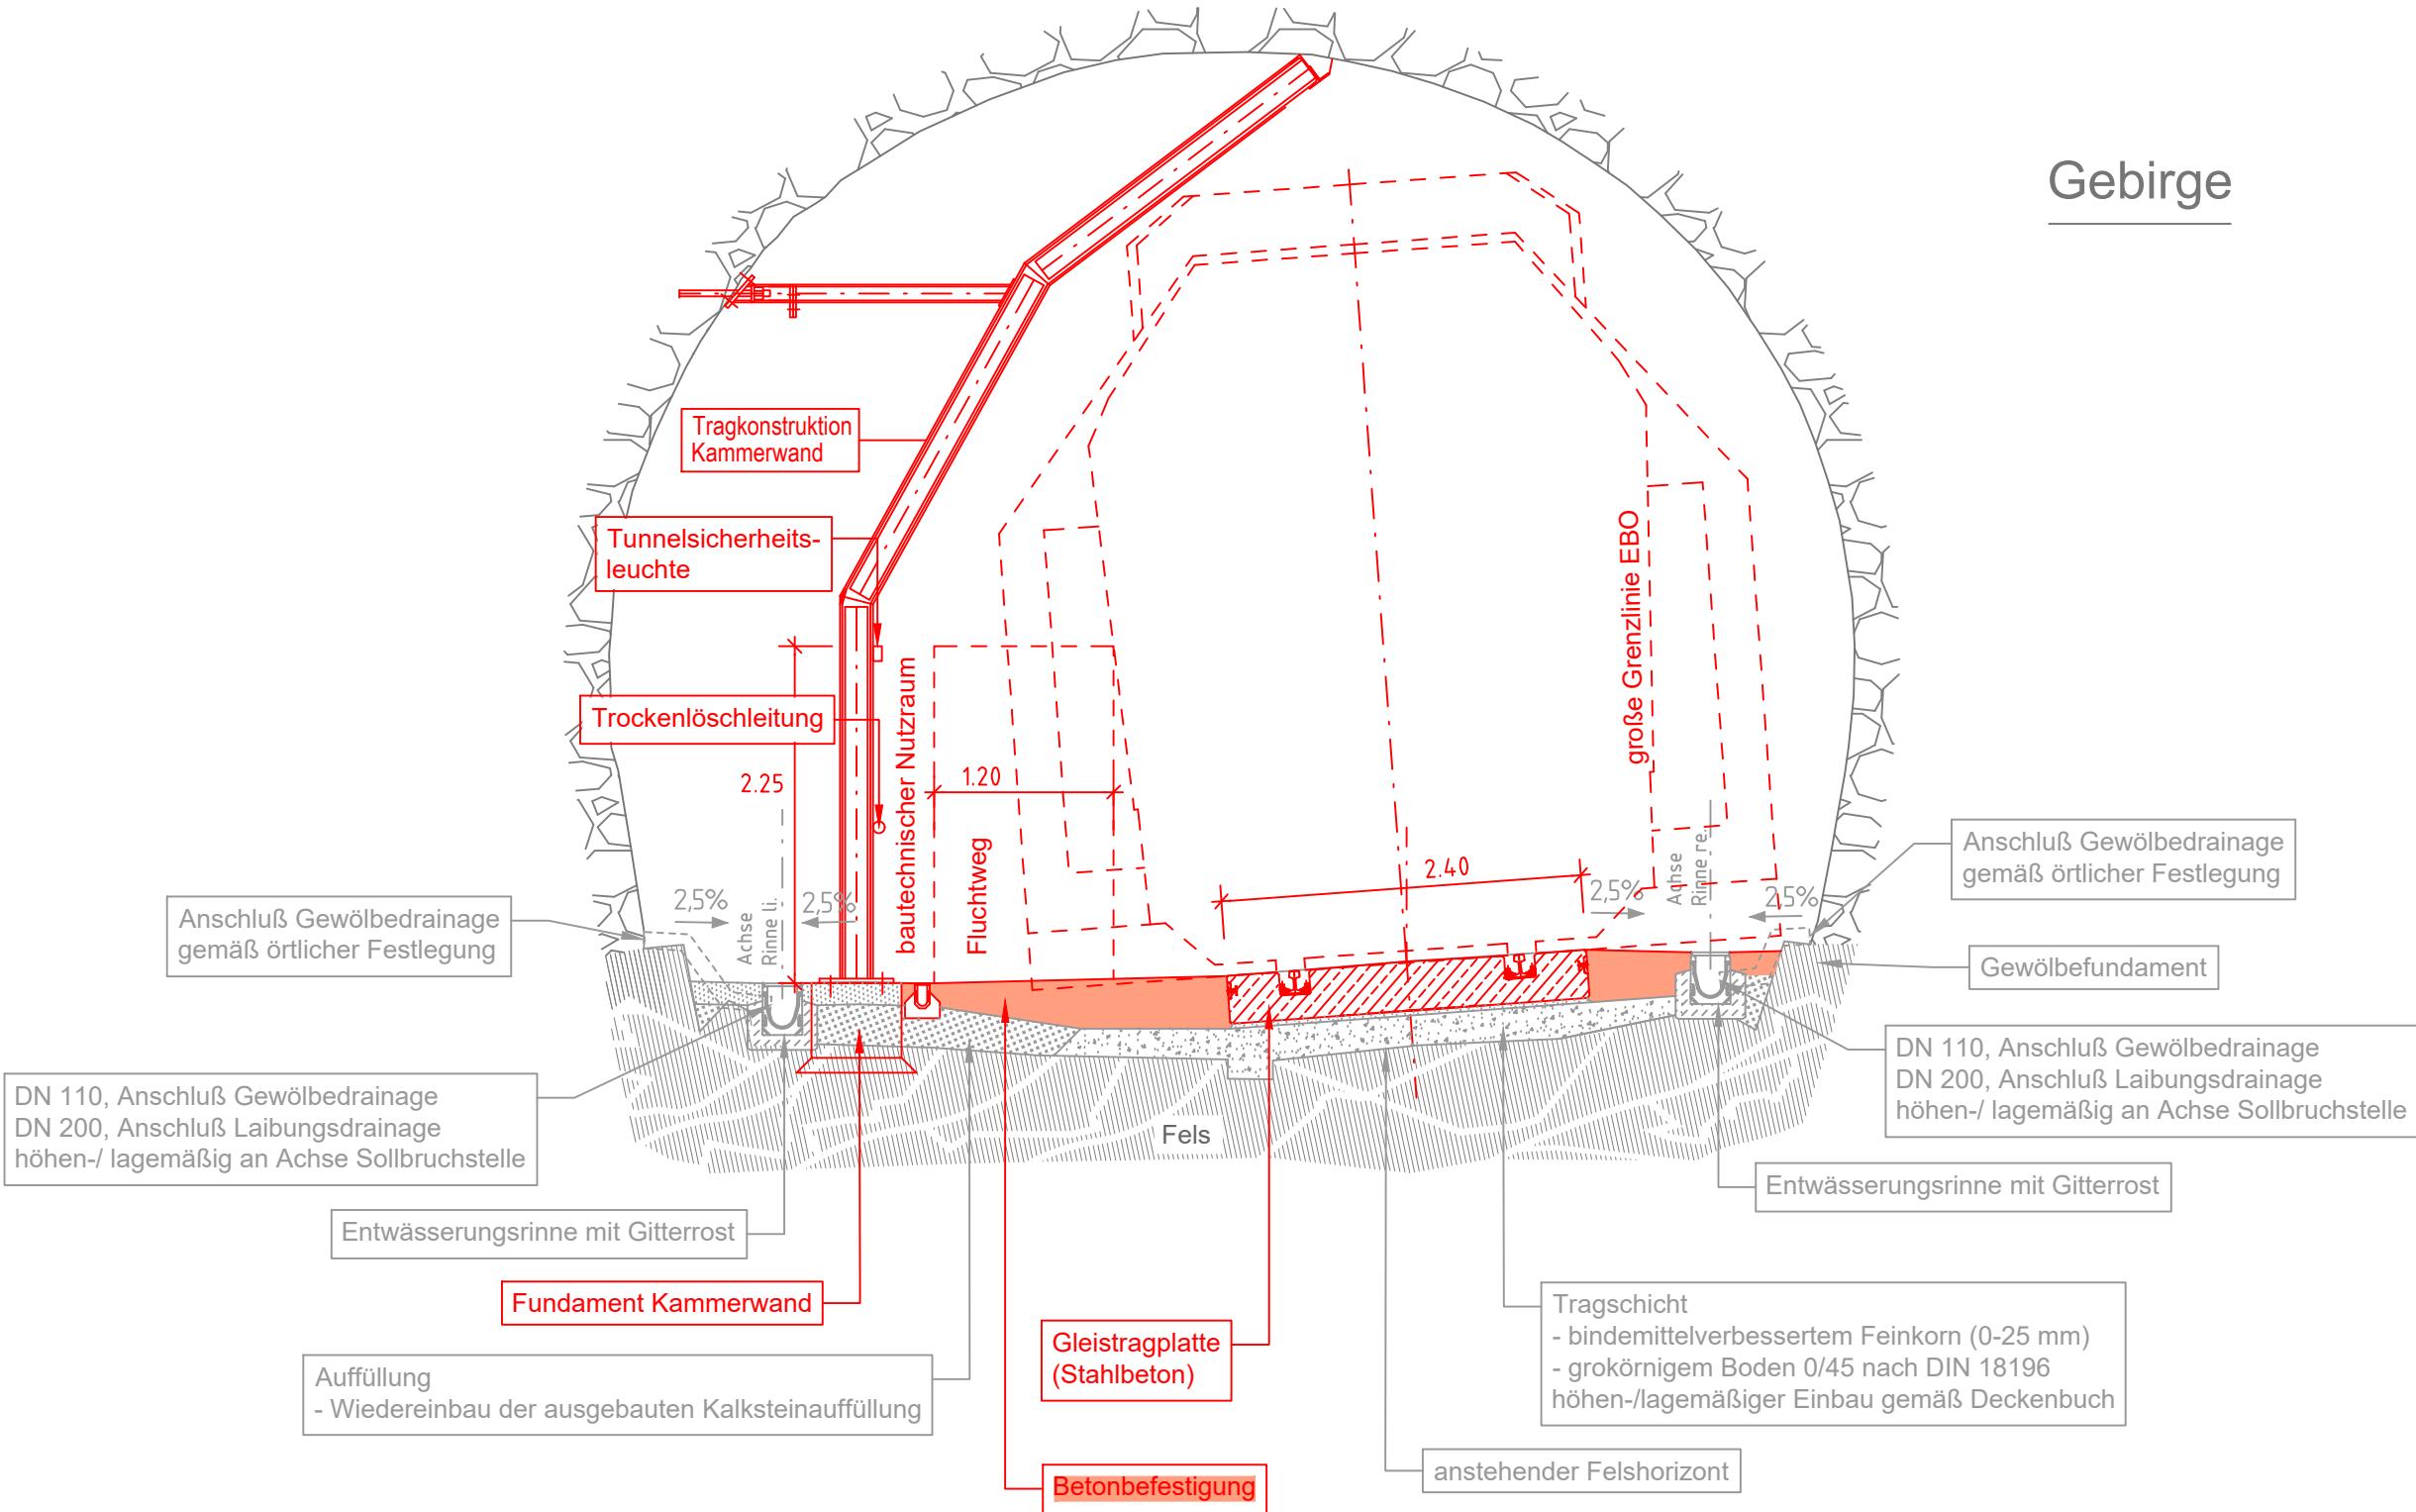 Gebirge
Tragkonstruktion
Kammerwand
Tunnelsicherheits-
leuchte
Trockenlöschleitung
2.25
bautechnischer Nutzraum
1.20
Fluchtweg
große Grenzlinie EBO
2.40
2,5%
Achse
Rinne li.
2,5%
2,5%
Achse
Rinne re.
2,5%
Anschluß Gewölbedrainage
gemäß örtlicher Festlegung
Anschluß Gewölbedrainage
gemäß örtlicher Festlegung
Gewölbefundament
DN 110, Anschluß Gewölbedrainage
DN 200, Anschluß Laibungsdrainage
höhen-/ lagemäßig an Achse Sollbruchstelle
DN 110, Anschluß Gewölbedrainage
DN 200, Anschluß Laibungsdrainage
höhen-/ lagemäßig an Achse Sollbruchstelle
Fels
Entwässerungsrinne mit Gitterrost
Entwässerungsrinne mit Gitterrost
Fundament Kammerwand
Gleistragplatte
(Stahlbeton)
Tragschicht
- bindemittelverbessertem Feinkorn (0-25 mm)
- grokörnigem Boden 0/45 nach DIN 18196
höhen-/lagemäßiger Einbau gemäß Deckenbuch
Auffüllung
- Wiedereinbau der ausgebauten Kalksteinauffüllung
anstehender Felshorizont
Betonbefestigung